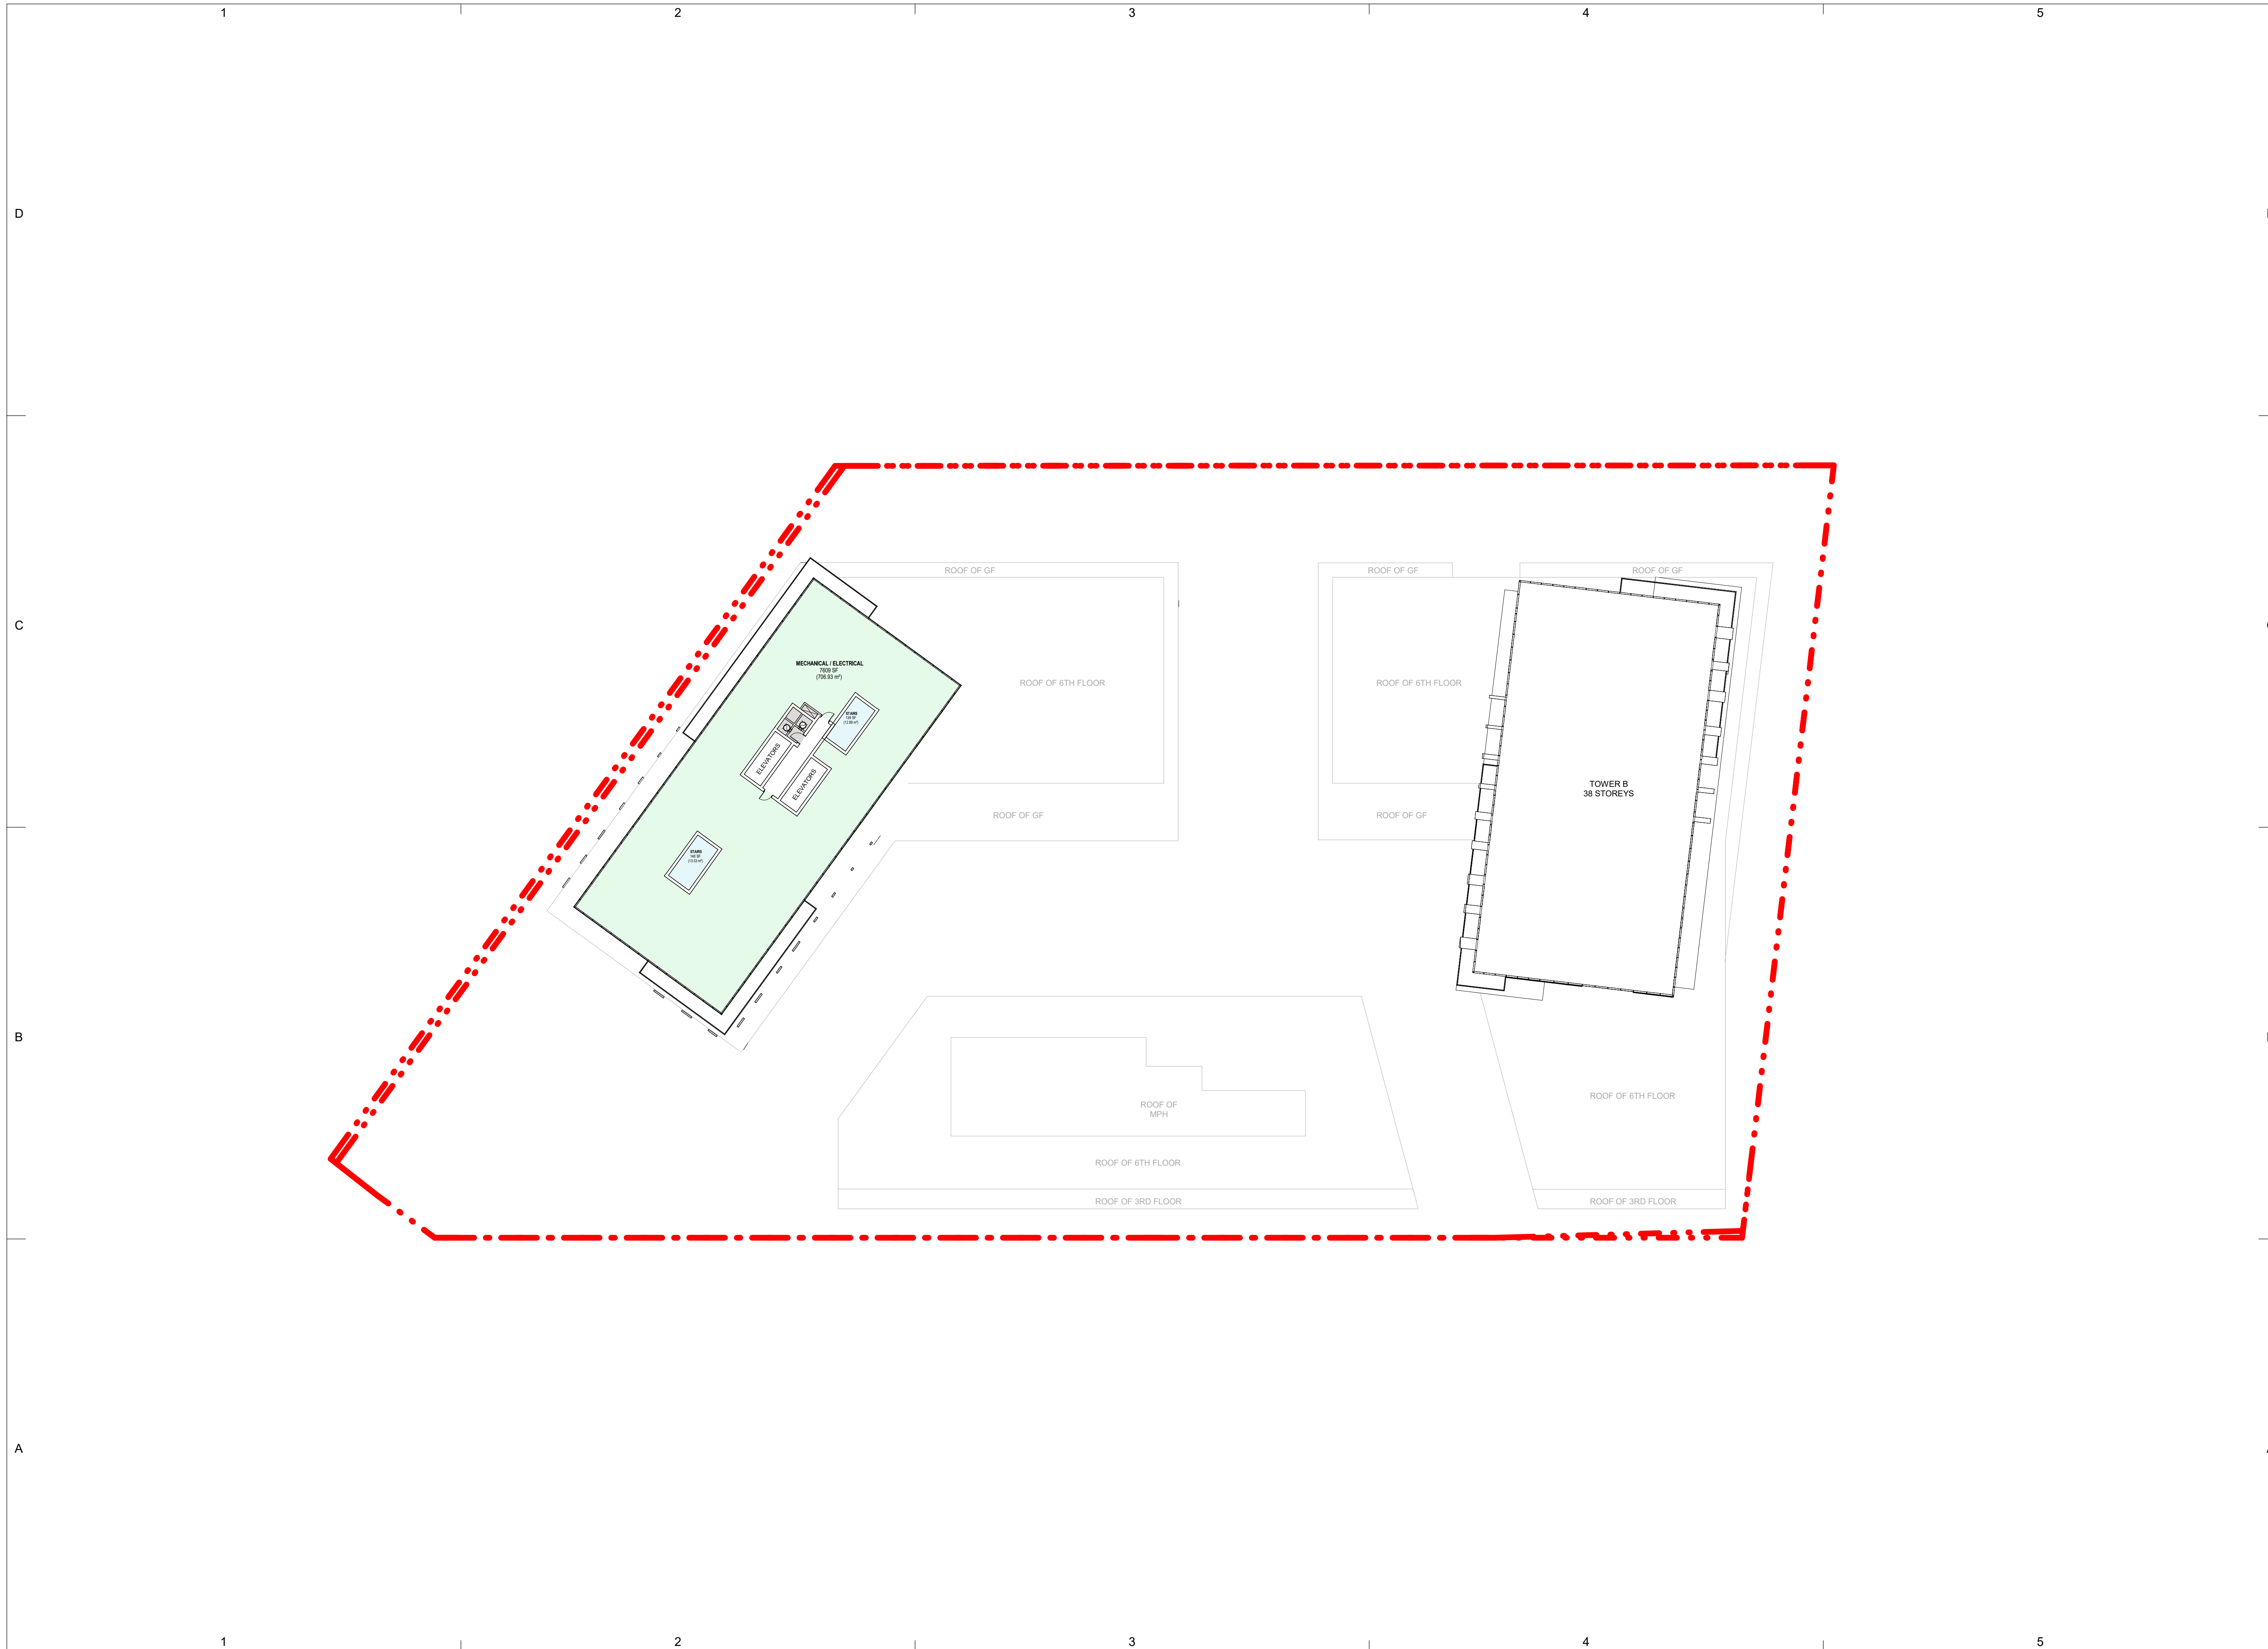 1 2 3 4 5
D
C
B
A
ROOF OF GF
ROOF OF GF
ROOF OF GF
MECHANICAL / ELECTRICAL
7609 SF
(706.93 m²)
ROOF OF 6TH FLOOR
ROOF OF 6TH FLOOR
STAIRS
ELEVATORS
ELEVATORS
TOWER B
38 STOREYS
ROOF OF GF
ROOF OF GF
STAIRS
ROOF OF
MPH
ROOF OF 6TH FLOOR
ROOF OF 6TH FLOOR
ROOF OF 3RD FLOOR
ROOF OF 3RD FLOOR
1 2 3 4 5